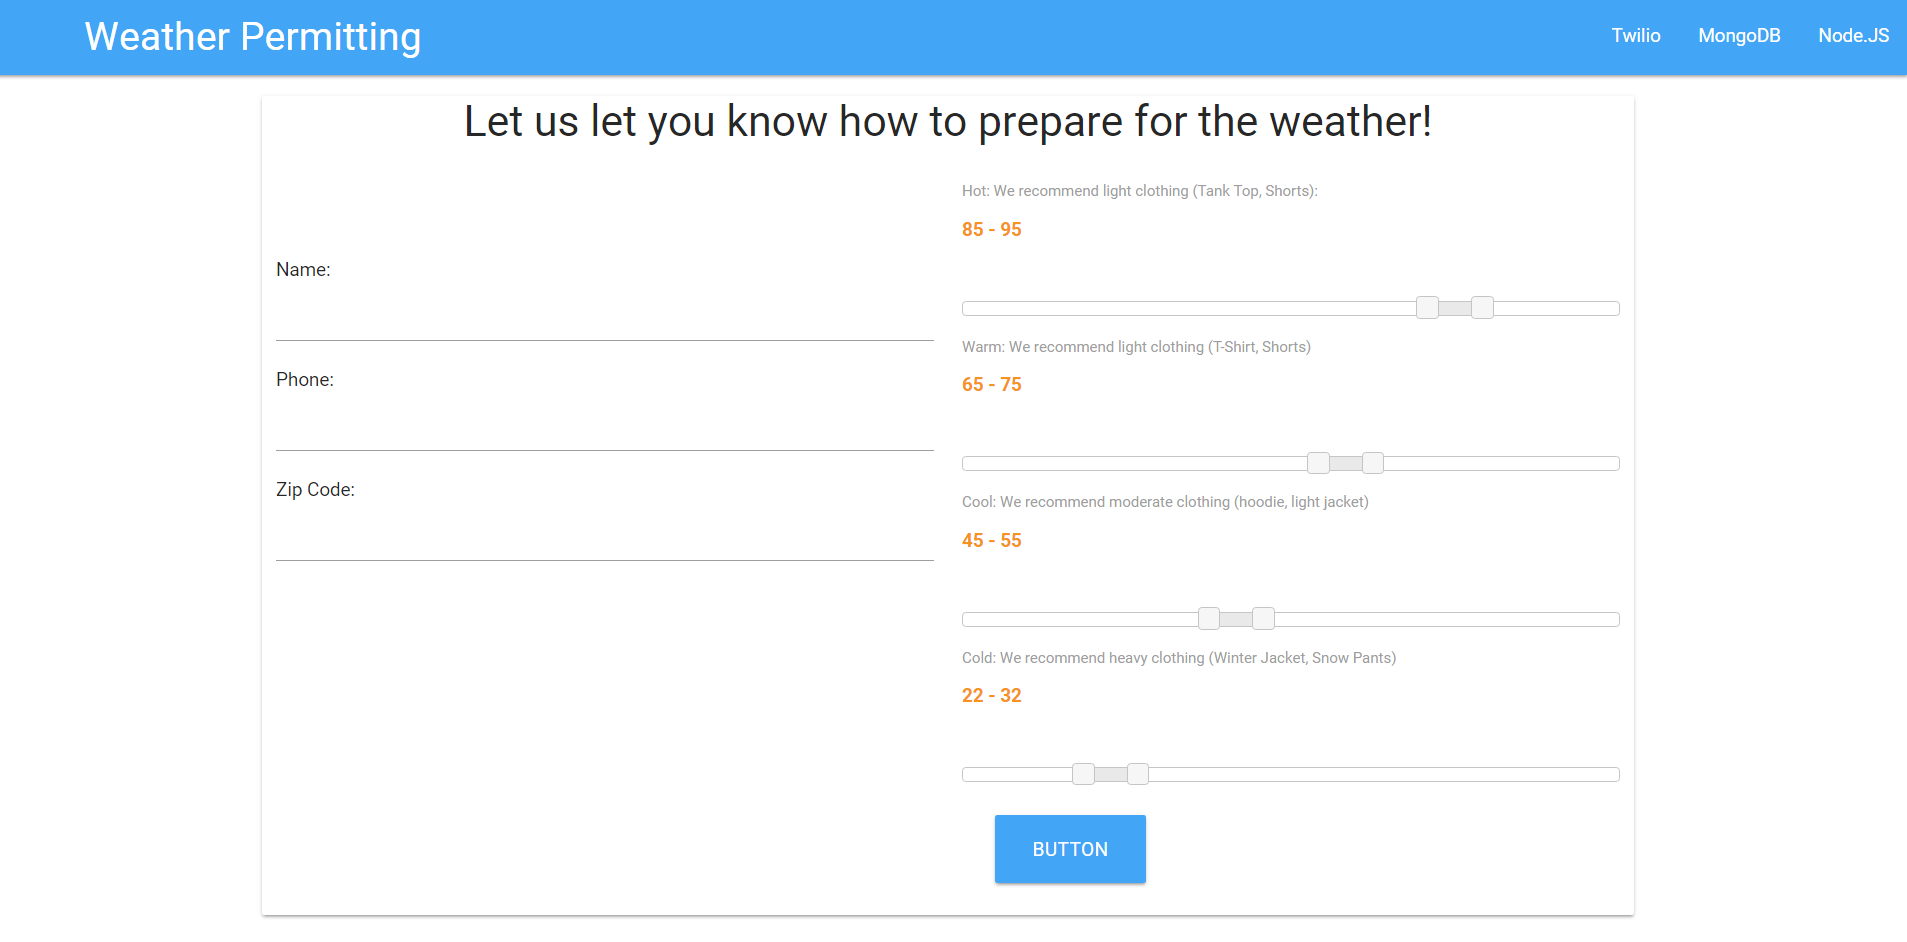 Weather Permitting
Twilio MongoDB Node.JS
Let us let you know how to prepare for the weather!
Name:
Phone:
Zip Code:
Hot: We recommend light clothing (Tank Top, Shorts):
85 - 95
Warm: We recommend light clothing (T-Shirt, Shorts)
65 - 75
Cool: We recommend moderate clothing (hoodie, light jacket)
45 - 55
Cold: We recommend heavy clothing (Winter Jacket, Snow Pants)
22 - 32
BUTTON